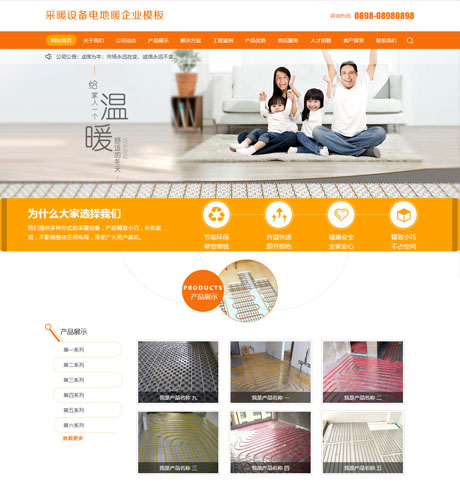 采暖设备电地暖企业模板
咨询热线: 0898-08980898
网站首页 关于我们 公司动态 产品展示 解决方案 工程案例 产品优势 售后服务 人才招聘 客户留言 联系我们
公司公告: 诚信为本: 市场永远在变, 诚信永远不变。
给家人一个
温暖
舒适的冬天
为什么大家选择我们
我们提供多种形式的采暖设备, 产品精致小巧, 外形美
观, 不影响整体空间布局, 深受广大用户喜欢。
节能环保 升温快速 健康安全 精致小巧
帮您省钱 即开即热 全家安心 不占空间
PRODUCTS
产品展示
产品展示
第一系列
第二系列
第三系列
第四系列
第五系列
第六系列
查看更多
我是产品名称 九 我是产品名称 一 我是产品名称 二
我是产品名称 三 我是产品名称 四 我是产品名称 五